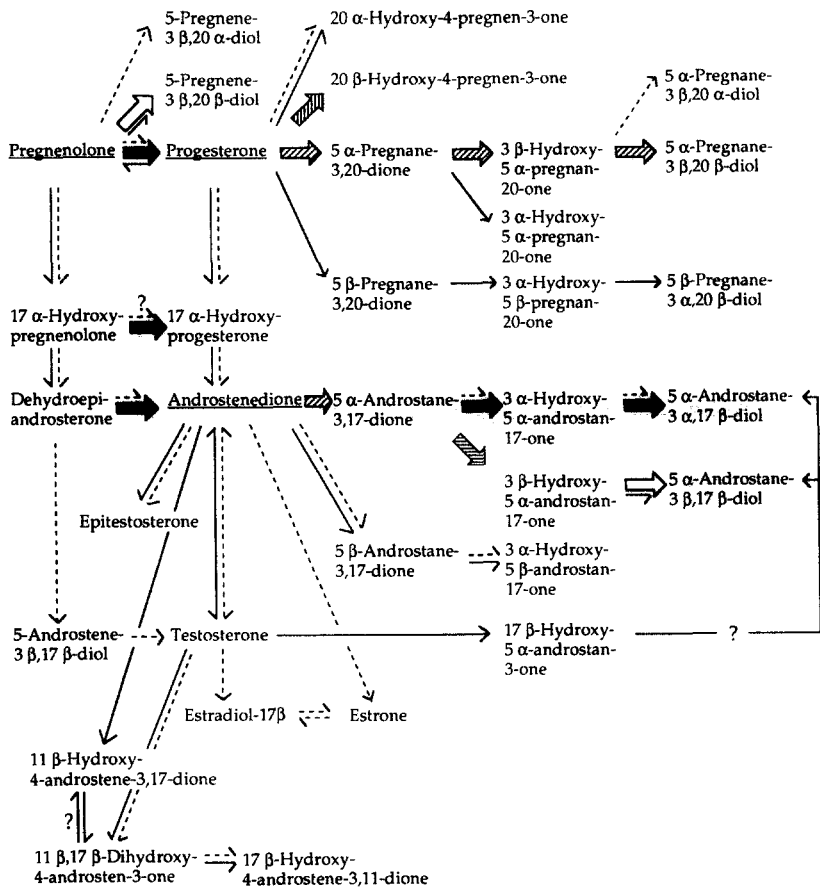 5-Pregnene-
3 β,20 α-diol
20 α-Hydroxy-4-pregnen-3-one
5-Pregnene-
3 β,20 β-diol
20 β-Hydroxy-4-pregnen-3-one
5 α-Pregnane-
3 β,20 α-diol
Pregnenolone
Progesterone
5 α-Pregnane-
3,20-dione
3 β-Hydroxy-
5 α-pregnan-
20-one
5 α-Pregnane-
3 β,20 β-diol
3 α-Hydroxy-
5 α-pregnan-
20-one
5 β-Pregnane-
3,20-dione
3 α-Hydroxy-
5 β-pregnan-
20-one
5 β-Pregnane-
3 α,20 β-diol
17 α-Hydroxy-
pregnenolone
?
17 α-Hydroxy-
progesterone
Dehydroepi-
androsterone
Androstenedione
5 α-Androstane-
3,17-dione
3 α-Hydroxy-
5 α-androstan-
17-one
5 α-Androstane-
3 α,17 β-diol
3 β-Hydroxy-
5 α-androstan-
17-one
5 α-Androstane-
3 β,17 β-diol
Epitestosterone
5 β-Androstane-
3,17-dione
3 α-Hydroxy-
5 β-androstan-
17-one
5-Androstene-
3 β,17 β-diol
Testosterone
17 β-Hydroxy-
5 α-androstan-
3-one
?
Estradiol-17β
Estrone
11 β-Hydroxy-
4-androstene-3,17-dione
?
11 β,17 β-Dihydroxy-
4-androsten-3-one
17 β-Hydroxy-
4-androstene-3,11-dione